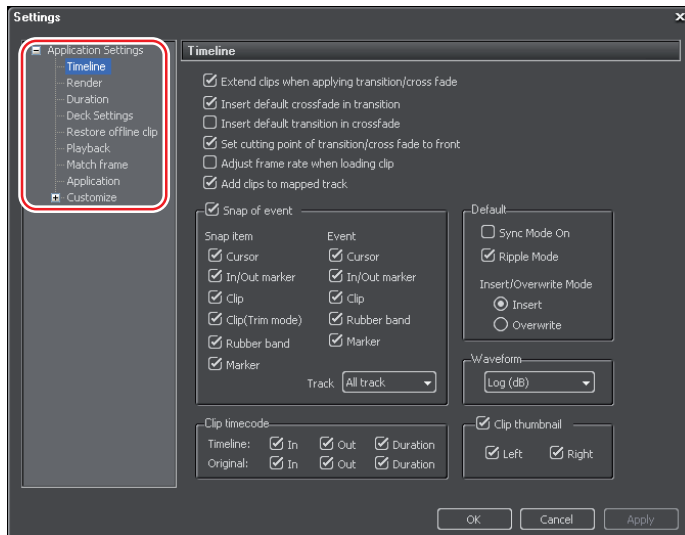 Settings
x
Application Settings
Timeline
Render
Duration
Deck Settings
Restore offline clip
Playback
Match frame
Application
Customize
Timeline
Extend clips when applying transition/cross fade
Insert default crossfade in transition
Insert default transition in crossfade
Set cutting point of transition/cross fade to front
Adjust frame rate when loading clip
Add clips to mapped track
Snap of event
Snap item Event
Cursor Cursor
In/Out marker In/Out marker
Clip Clip
Clip(Trim mode) Rubber band
Rubber band Marker
Marker
Track All track
Default
Sync Mode On
Ripple Mode
Insert/Overwrite Mode
Insert
Overwrite
Waveform
Log (dB)
Clip timecode
Timeline: In Out Duration
Original: In Out Duration
Clip thumbnail
Left Right
OK Cancel Apply